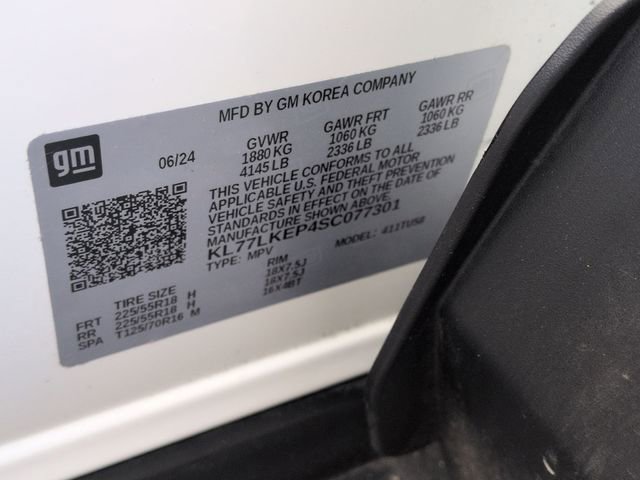 MFD BY GM KOREA COMPANY
gm
06/24
GVWR GAWR FRT GAWR RR
1880 KG 1060 KG 1060 KG
4145 LB 2336 LB 2336 LB
THIS VEHICLE CONFORMS TO ALL
APPLICABLE U.S. FEDERAL MOTOR
VEHICLE SAFETY AND THEFT PREVENTION
STANDARDS IN EFFECT ON THE DATE OF
MANUFACTURE SHOWN ABOVE
KL77LKEP4SC077301
TYPE: MPV MODEL: 411TU58
TIRE SIZE RIM
FRT 225/55R18 H 18X7.5J
RR 225/55R18 H 18X7.5J
SPA T125/70R16 M 16X4BT